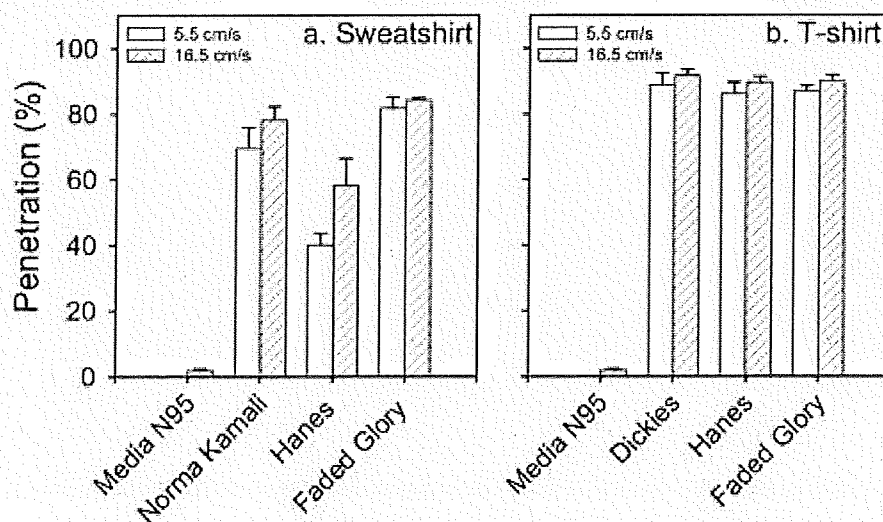 5.5 cm/s
16.5 cm/s
a. Sweatshirt
5.5 cm/s
16.5 cm/s
b. T-shirt
Penetration (%)
100
80
60
40
20
0
Media N95
Norma Kamali
Hanes
Faded Glory
Media N95
Dickies
Hanes
Faded Glory